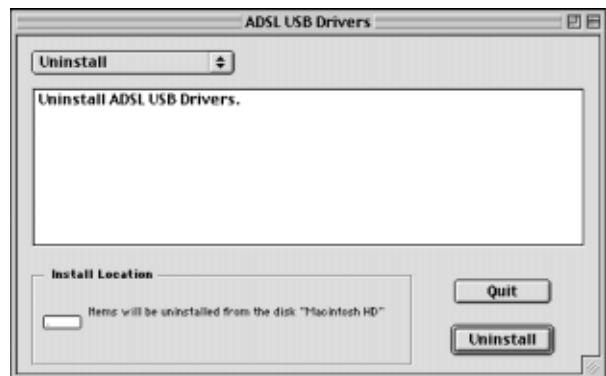 ADSL USB Drivers
Uninstall
Uninstall ADSL USB Drivers.
Install Location
Items will be uninstalled from the disk "Macintosh HD"
Quit
Uninstall